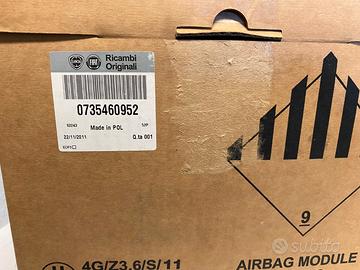 FIAT
Ricambi
Originali
0735460952
Made in POL
22/11/2011
Q.ta 001
9
4G/Z3,6/S/11
AIRBAG MODULE
Subito